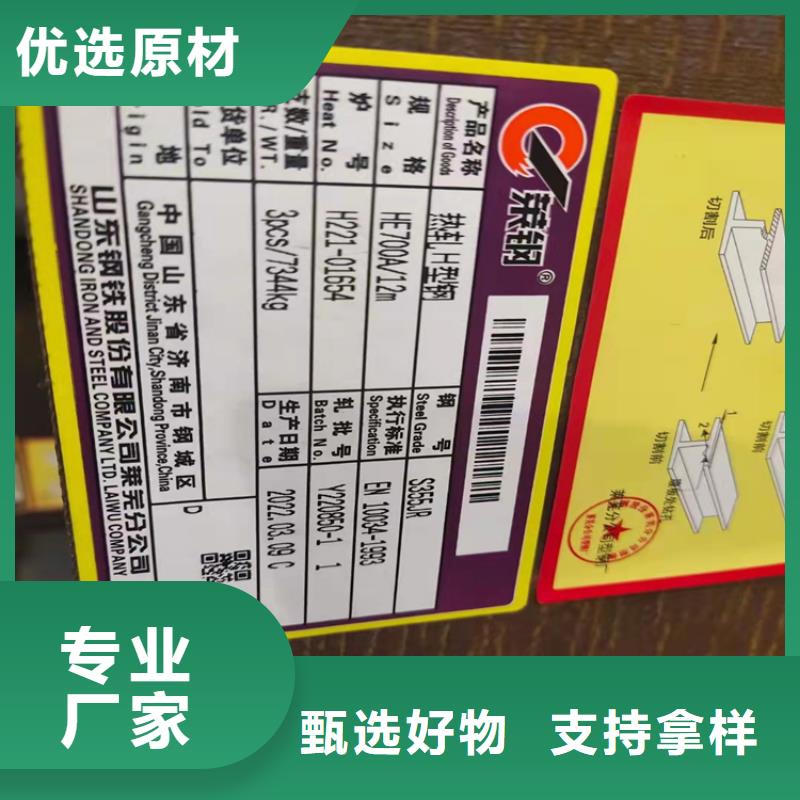 优选原材
莱钢®
产品名称 热轧H型钢 钢号 S355JR
Description of Goods Steel Grade
规格 HE700A/12m 执行标准 EN 10034-1993
Size Specification
炉号 H221-01654 轧批号 Y220850-1 1
Heat No. Batch No.
支数/重量 3pcs/7344kg 生产日期 2022.03.09 C
R./WT. Date
货单位
ld To D
地 中国山东省济南市钢城区
igin Gangcheng District Jinan City, Shandong Province, China
山东钢铁股份有限公司莱芜分公司
SHANDONG IRON AND STEEL COMPANY LTD. LAIWU COMPANY
切割后
切割前
1
2
切割前
专业
厂家
甄选好物 支持拿样